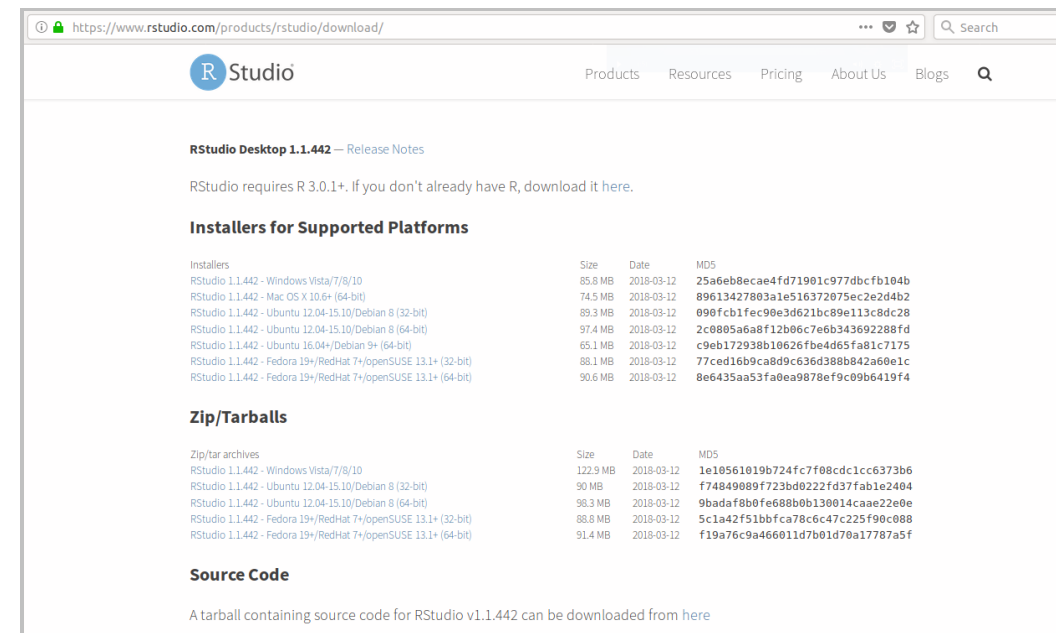 https://www.rstudio.com/products/rstudio/download/ Search
R Studio Products Resources Pricing About Us Blogs
RStudio Desktop 1.1.442 — Release Notes
RStudio requires R 3.0.1+. If you don't already have R, download it here.
Installers for Supported Platforms
Installers Size Date MD5
RStudio 1.1.442 - Windows Vista/7/8/10 85.8 MB 2018-03-12 25a6eb8ecae4fd71901c977dbcfb104b
RStudio 1.1.442 - Mac OS X 10.6+ (64-bit) 74.5 MB 2018-03-12 89613427803a1e516372075ec2e2d4b2
RStudio 1.1.442 - Ubuntu 12.04-15.10/Debian 8 (32-bit) 89.3 MB 2018-03-12 090fcb1fec90e3d621bc89e113c8dc28
RStudio 1.1.442 - Ubuntu 12.04-15.10/Debian 8 (64-bit) 97.4 MB 2018-03-12 2c0805a6a8f12b06c7e6b343692288fd
RStudio 1.1.442 - Ubuntu 16.04+/Debian 9+ (64-bit) 65.1 MB 2018-03-12 c9eb172938b10626fbe4d65fa81c7175
RStudio 1.1.442 - Fedora 19+/RedHat 7+/openSUSE 13.1+ (32-bit) 88.1 MB 2018-03-12 77ced16b9ca8d9c636d388b842a60e1c
RStudio 1.1.442 - Fedora 19+/RedHat 7+/openSUSE 13.1+ (64-bit) 90.6 MB 2018-03-12 8e6435aa53fa0ea9878ef9c09b6419f4
Zip/Tarballs
Zip/tar archives Size Date MD5
RStudio 1.1.442 - Windows Vista/7/8/10 122.9 MB 2018-03-12 1e10561019b724fc7f08cdc1cc6373b6
RStudio 1.1.442 - Ubuntu 12.04-15.10/Debian 8 (32-bit) 90 MB 2018-03-12 f74849089f723bd0222fd37fab1e2404
RStudio 1.1.442 - Ubuntu 12.04-15.10/Debian 8 (64-bit) 98.3 MB 2018-03-12 9badaf8b0fe688b0b130014caae22e0e
RStudio 1.1.442 - Fedora 19+/RedHat 7+/openSUSE 13.1+ (32-bit) 88.8 MB 2018-03-12 5c1a42f51bbfca78c6c47c225f90c088
RStudio 1.1.442 - Fedora 19+/RedHat 7+/openSUSE 13.1+ (64-bit) 91.4 MB 2018-03-12 f19a76c9a466011d7b01d70a17787a5f
Source Code
A tarball containing source code for RStudio v1.1.442 can be downloaded from here